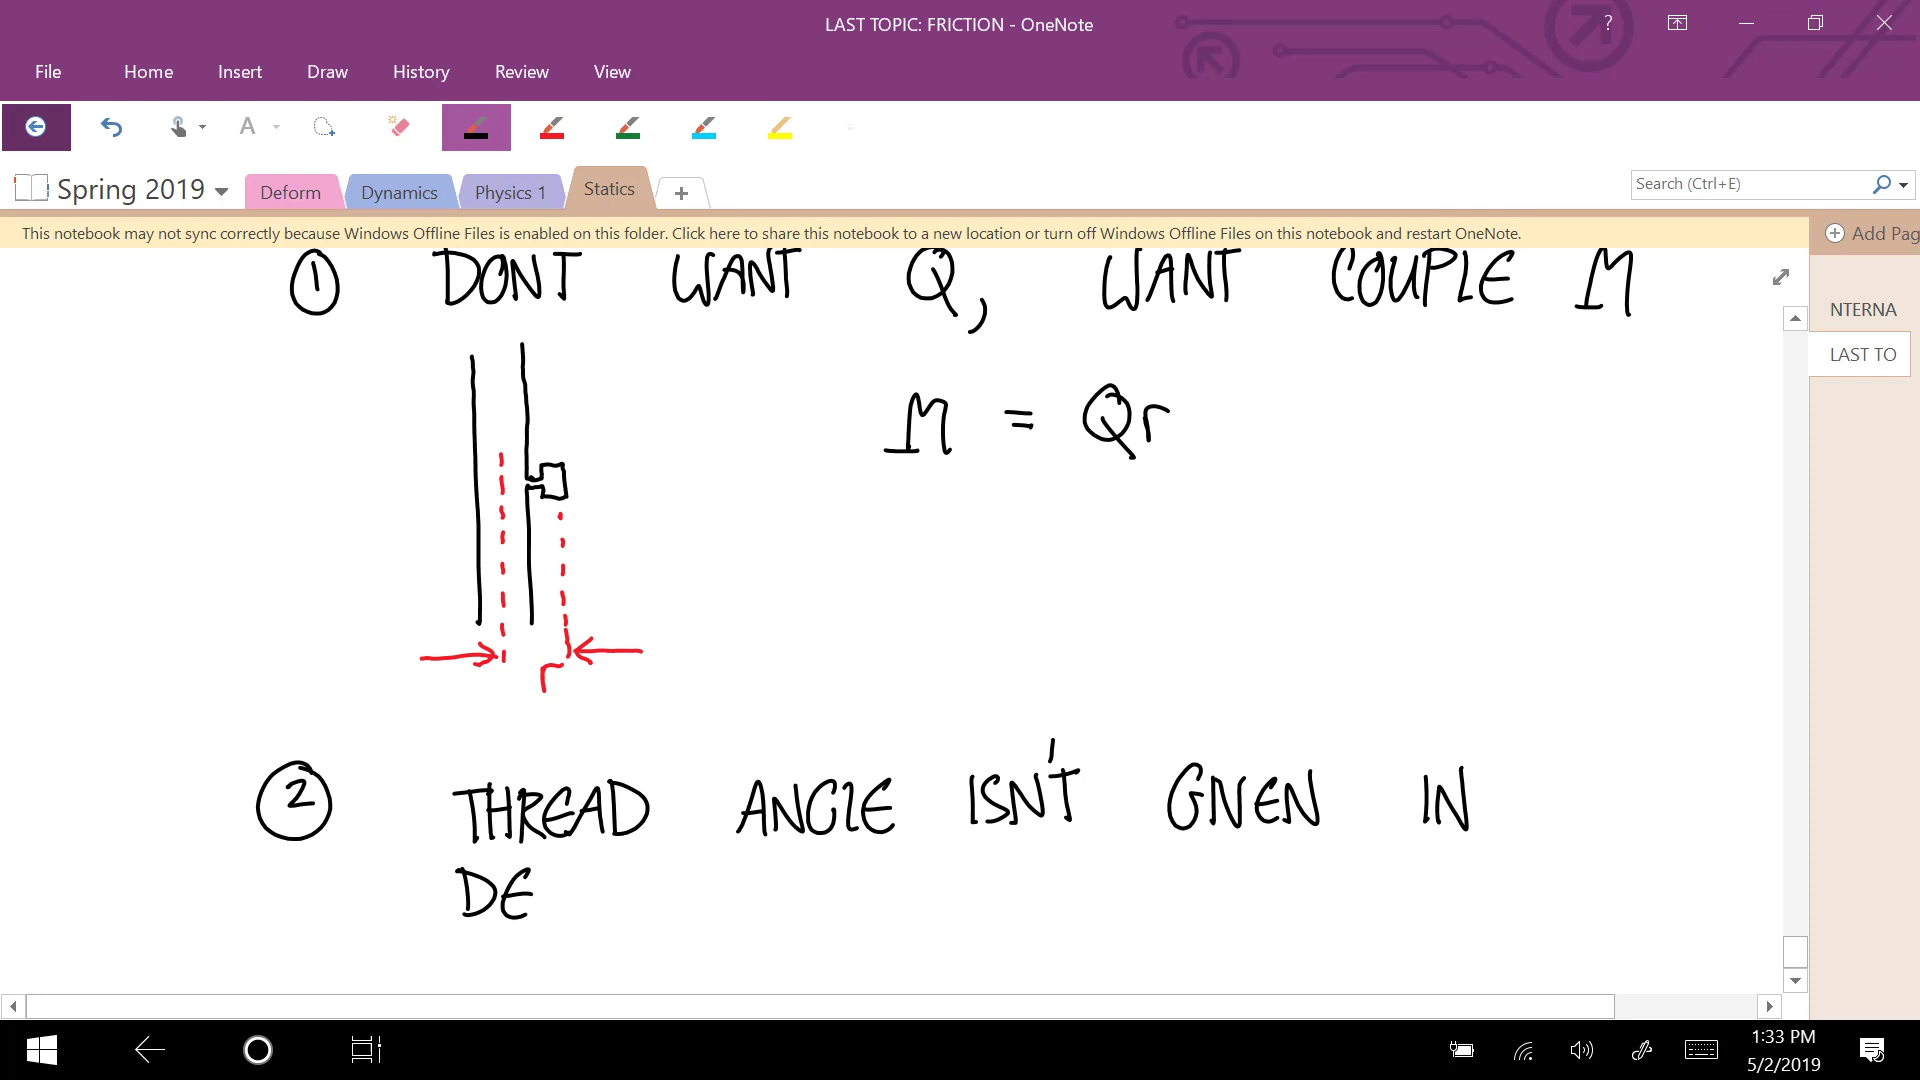 LAST TOPIC: FRICTION - OneNote
?
File Home Insert Draw History Review View
A
Spring 2019 Deform Dynamics Physics 1 Statics +
Search (Ctrl+E)
This notebook may not sync correctly because Windows Offline Files is enabled on this folder. Click here to share this notebook to a new location or turn off Windows Offline Files on this notebook and restart OneNote.
Add Pag
NTERNA
LAST TO
① DONT WANT Q, WANT COUPLE M
M = Qr
r
② THREAD ANGLE ISN'T GIVEN IN
DE
1:33 PM
5/2/2019